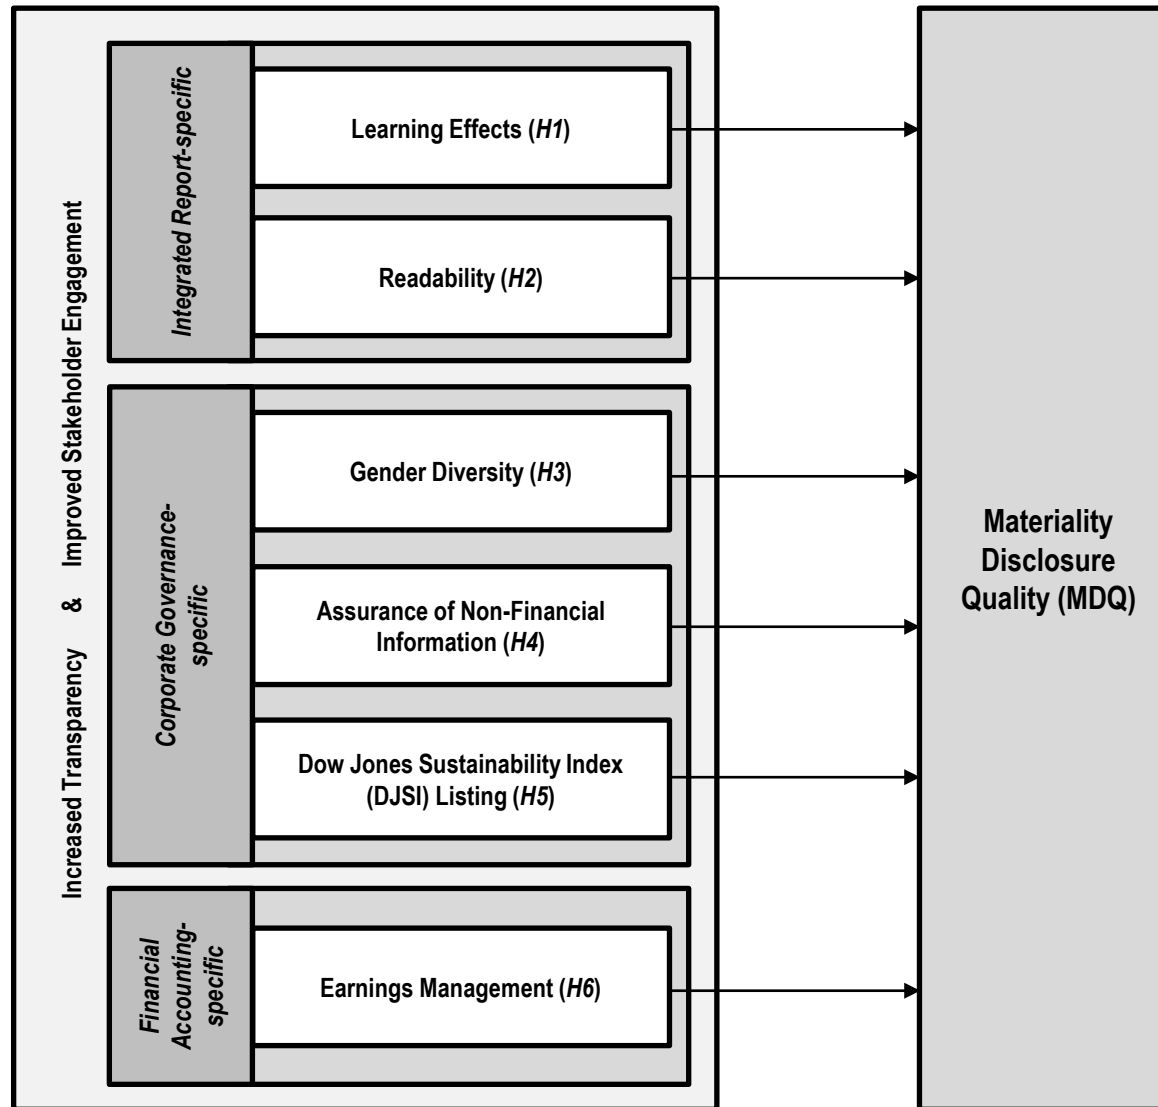 Increased Transparency & Improved Stakeholder Engagement
Integrated Report-specific
Learning Effects (H1)
Readability (H2)
Corporate Governance-
specific
Gender Diversity (H3)
Assurance of Non-Financial
Information (H4)
Dow Jones Sustainability Index
(DJSI) Listing (H5)
Financial
Accounting-
specific
Earnings Management (H6)
Materiality
Disclosure
Quality (MDQ)